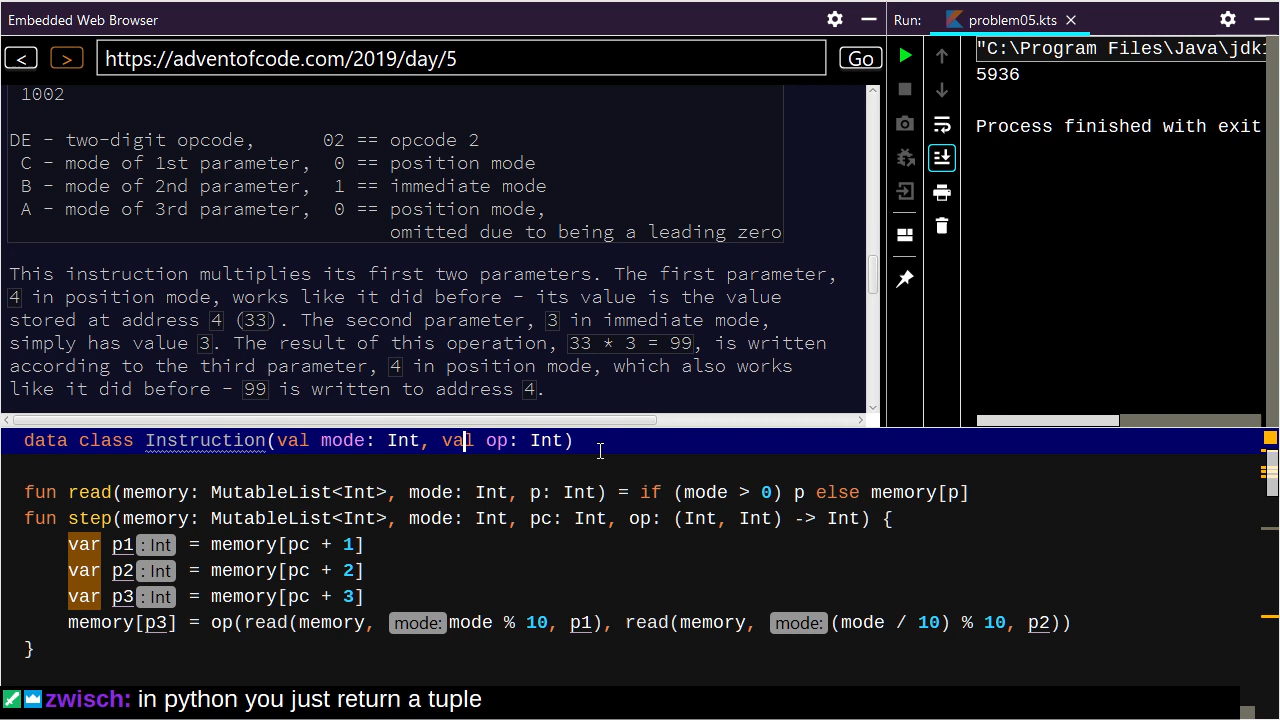 Embedded Web Browser
< > https://adventofcode.com/2019/day/5 Go
1002
DE - two-digit opcode, 02 == opcode 2
C - mode of 1st parameter, 0 == position mode
B - mode of 2nd parameter, 1 == immediate mode
A - mode of 3rd parameter, 0 == position mode,
omitted due to being a leading zero
This instruction multiplies its first two parameters. The first parameter,
4 in position mode, works like it did before - its value is the value
stored at address 4 (33). The second parameter, 3 in immediate mode,
simply has value 3. The result of this operation, 33 * 3 = 99, is written
according to the third parameter, 4 in position mode, which also works
like it did before - 99 is written to address 4.
Run: problem05.kts
"C:\Program Files\Java\jdk1
5936
Process finished with exit
data class Instruction(val mode: Int, val op: Int)
fun read(memory: MutableList<Int>, mode: Int, p: Int) = if (mode > 0) p else memory[p]
fun step(memory: MutableList<Int>, mode: Int, pc: Int, op: (Int, Int) -> Int) {
var p1 : Int = memory[pc + 1]
var p2 : Int = memory[pc + 2]
var p3 : Int = memory[pc + 3]
memory[p3] = op(read(memory, mode: mode % 10, p1), read(memory, mode: (mode / 10) % 10, p2))
}
zwisch: in python you just return a tuple